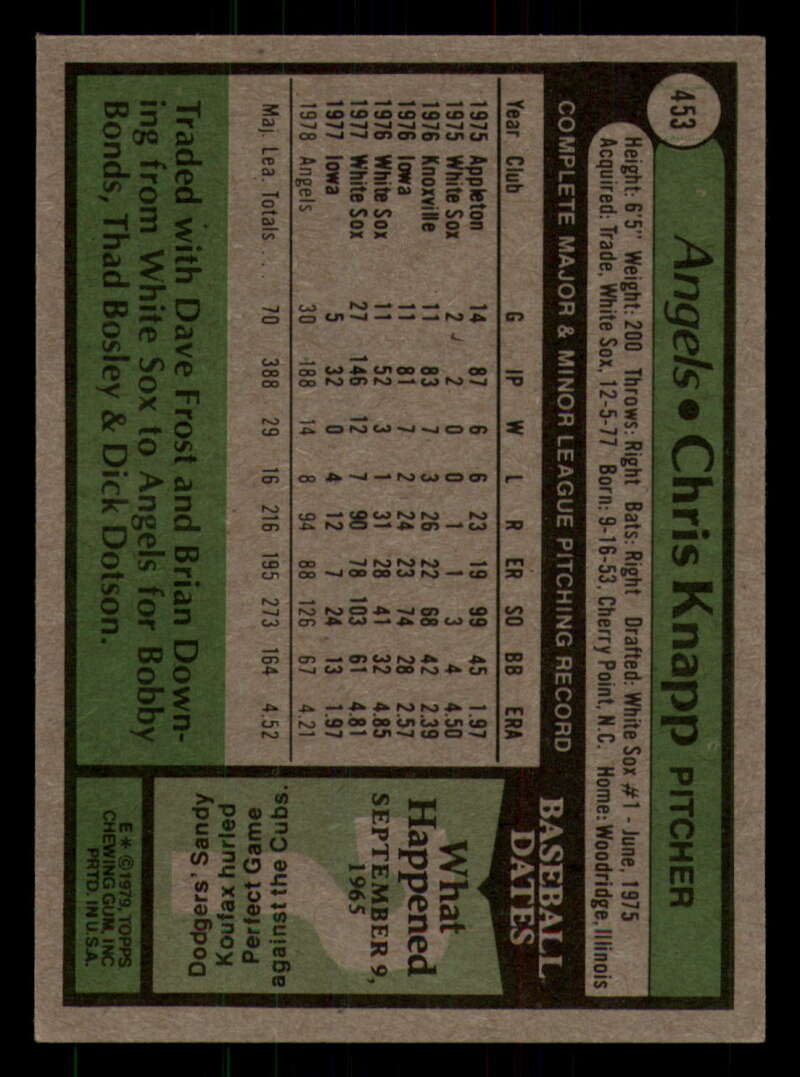 453
Angels • Chris Knapp PITCHER
Height: 6'5" Weight: 200 Throws: Right Bats: Right Drafted: White Sox #1 - June, 1975
Acquired: Trade, White Sox, 12-5-77 Born: 9-16-53, Cherry Point, N.C. Home: Woodridge, Illinois
COMPLETE MAJOR & MINOR LEAGUE PITCHING RECORD
Year Club G IP W L R ER SO BB ERA
1975 Appleton 14 87 6 6 23 19 99 45 1.97
1975 White Sox 2 2 0 0 1 1 3 4 4.50
1976 Knoxville 11 83 7 3 26 22 68 42 2.39
1976 Iowa 11 81 7 2 24 23 74 28 2.57
1976 White Sox 11 52 3 1 31 28 41 32 4.85
1977 White Sox 27 146 12 7 90 78 103 61 4.81
1977 Iowa 5 32 0 4 12 7 24 13 1.97
1978 Angels 30 188 14 8 94 88 126 67 4.21
Maj. Lea. Totals . . . 70 388 29 16 216 195 273 164 4.52
Traded with Dave Frost and Brian Down-
ing from White Sox to Angels for Bobby
Bonds, Thad Bosley & Dick Dotson.
BASEBALL
DATES
What
Happened
SEPTEMBER 9,
1965
Dodgers' Sandy
Koufax hurled
Perfect Game
against the Cubs.
E * © 1979, TOPPS
CHEWING GUM, INC
PRTD. IN U.S.A.